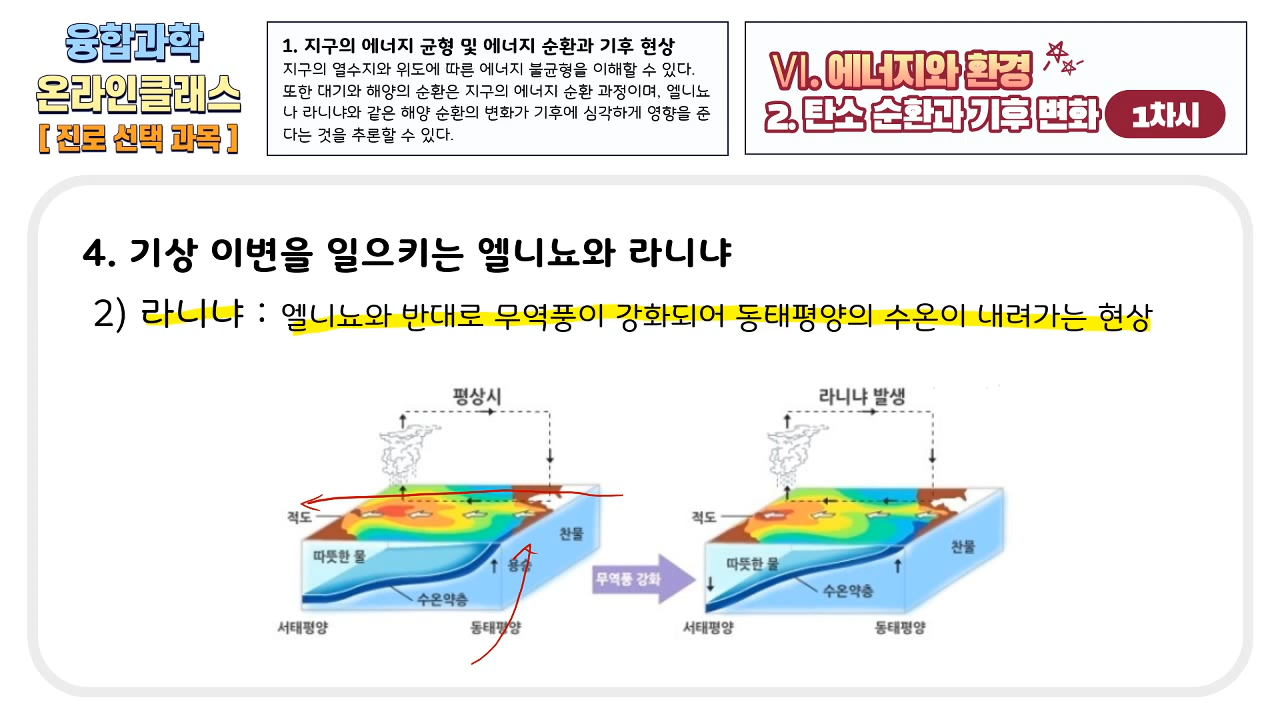 융합과학
온라인클래스
[ 진로 선택 과목 ]
1. 지구의 에너지 균형 및 에너지 순환과 기후 현상
지구의 열수지와 위도에 따른 에너지 불균형을 이해할 수 있다.
또한 대기와 해양의 순환은 지구의 에너지 순환 과정이며, 엘니뇨
나 라니냐와 같은 해양 순환의 변화가 기후에 심각하게 영향을 준
다는 것을 추론할 수 있다.
Ⅵ. 에너지와 환경
2. 탄소 순환과 기후 변화 1차시
4. 기상 이변을 일으키는 엘니뇨와 라니냐
2) 라니냐 : 엘니뇨와 반대로 무역풍이 강화되어 동태평양의 수온이 내려가는 현상
평상시
적도
따뜻한 물
찬물
용승
수온약층
서태평양
동태평양
무역풍 강화
라니냐 발생
적도
따뜻한 물
찬물
수온약층
서태평양
동태평양